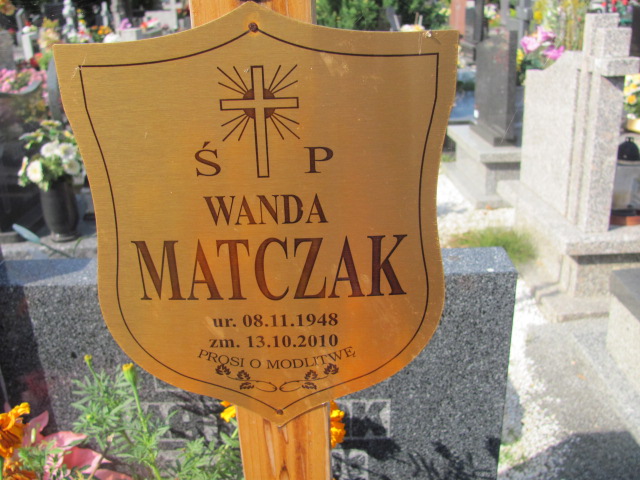 Ś P
WANDA
MATCZAK
ur. 08.11.1948
zm. 13.10.2010
PROSI O MODLITWĘ